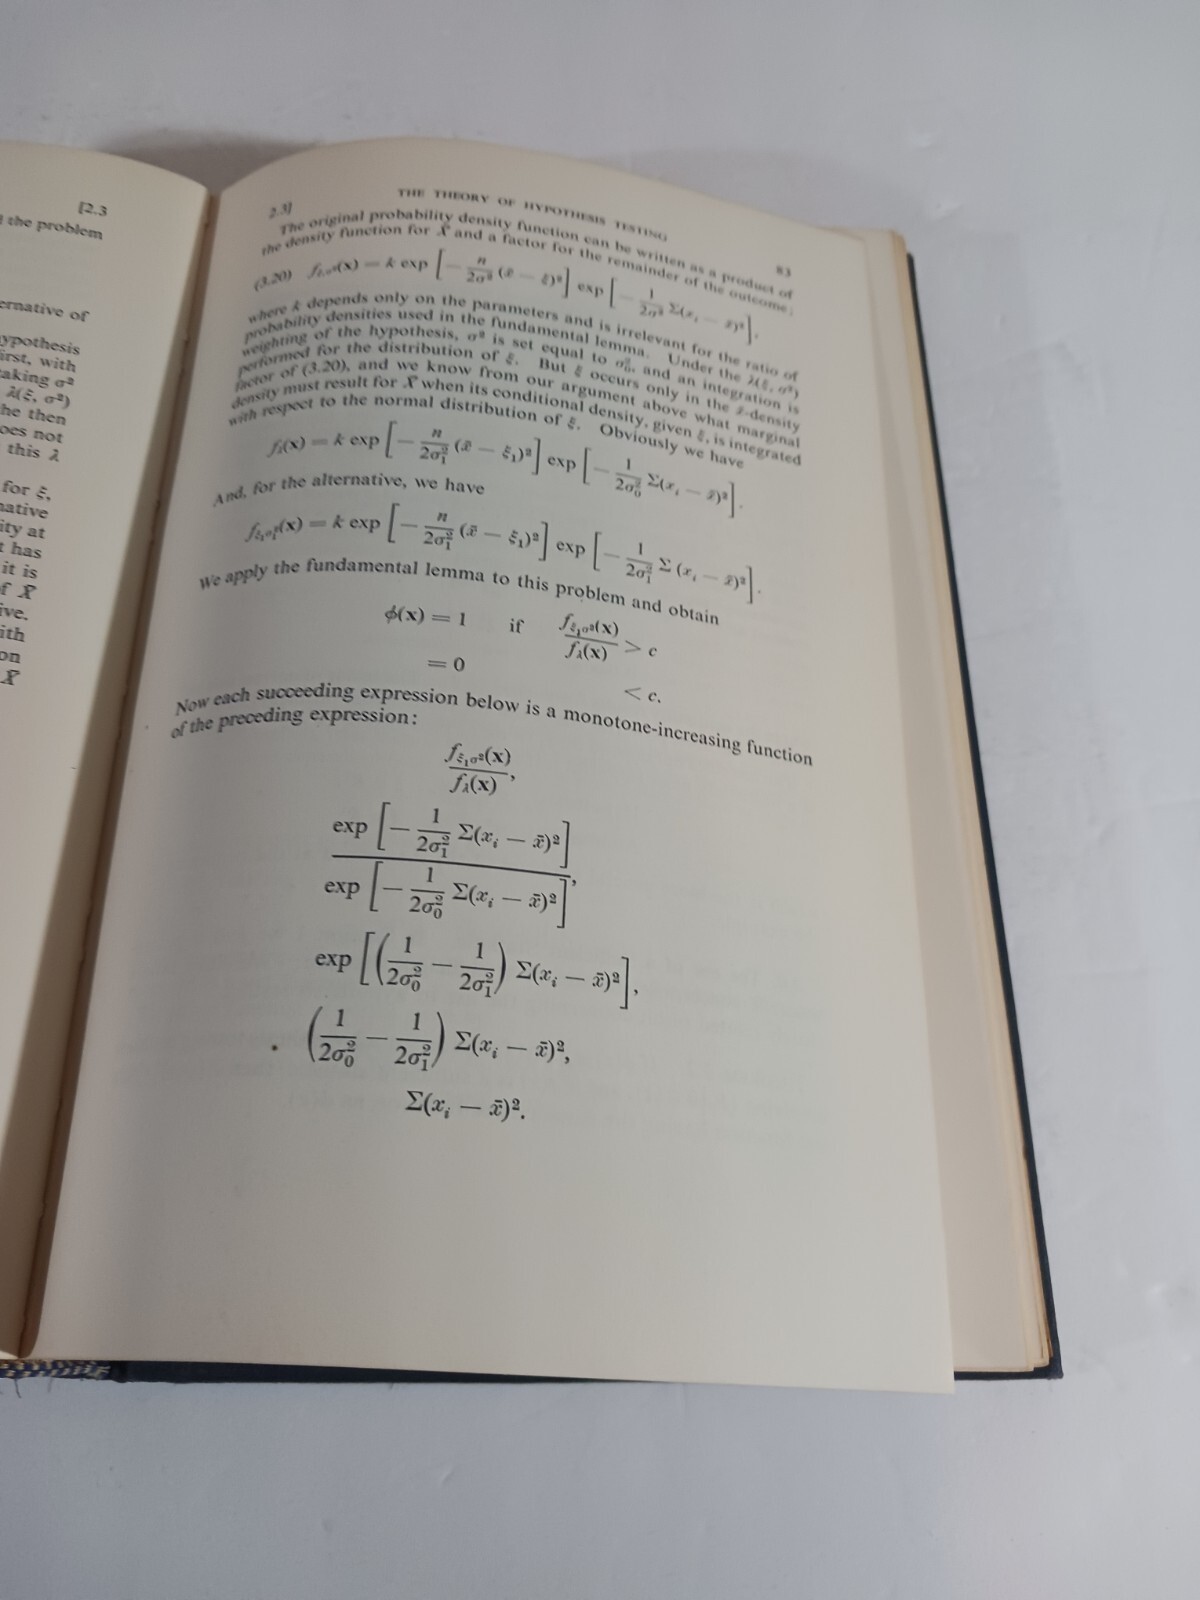 [2.3
the problem
ernative of
ypothesis
irst, with
taking σ²
λ(ξ, σ²)
he then
oes not
this λ
for ξ,
native
ity at
t has
it is
f X̄
ive.
ith
on
X̄
2.3] THE THEORY OF HYPOTHESIS TESTING 83
The original probability density function can be written as a product of
the density function for X̄ and a factor for the remainder of the outcome:
(3.20) f_{ξ,σ²}(x) = k exp [− n/2σ² (x̄ − ξ)²] exp [− 1/2σ² Σ(x_i − x̄)²].
where k depends only on the parameters and is irrelevant for the ratio of
probability densities used in the fundamental lemma. Under the λ(ξ, σ²)
weighting of the hypothesis, σ² is set equal to σ₀², and an integration is
performed for the distribution of ξ. But ξ occurs only in the x̄-density
factor of (3.20), and we know from our argument above what marginal
density must result for X̄ when its conditional density, given ξ, is integrated
with respect to the normal distribution of ξ. Obviously we have
f_λ(x) = k exp [− n/2σ₁² (x̄ − ξ₁)²] exp [− 1/2σ₀² Σ(x_i − x̄)²].
And, for the alternative, we have
f_{ξ₁σ₁²}(x) = k exp [− n/2σ₁² (x̄ − ξ₁)²] exp [− 1/2σ₁² Σ (x_i − x̄)²].
We apply the fundamental lemma to this problem and obtain
ϕ(x) = 1 if f_{ξ₁σ²}(x)/f_λ(x) > c
= 0 < c.
Now each succeeding expression below is a monotone-increasing function
of the preceding expression:
f_{ξ₁σ²}(x)/f_λ(x),
exp [− 1/2σ₁² Σ(x_i − x̄)²]
exp [− 1/2σ₀² Σ(x_i − x̄)²],
exp [(1/2σ₀² − 1/2σ₁²) Σ(x_i − x̄)²],
(1/2σ₀² − 1/2σ₁²) Σ(x_i − x̄)²,
Σ(x_i − x̄)².